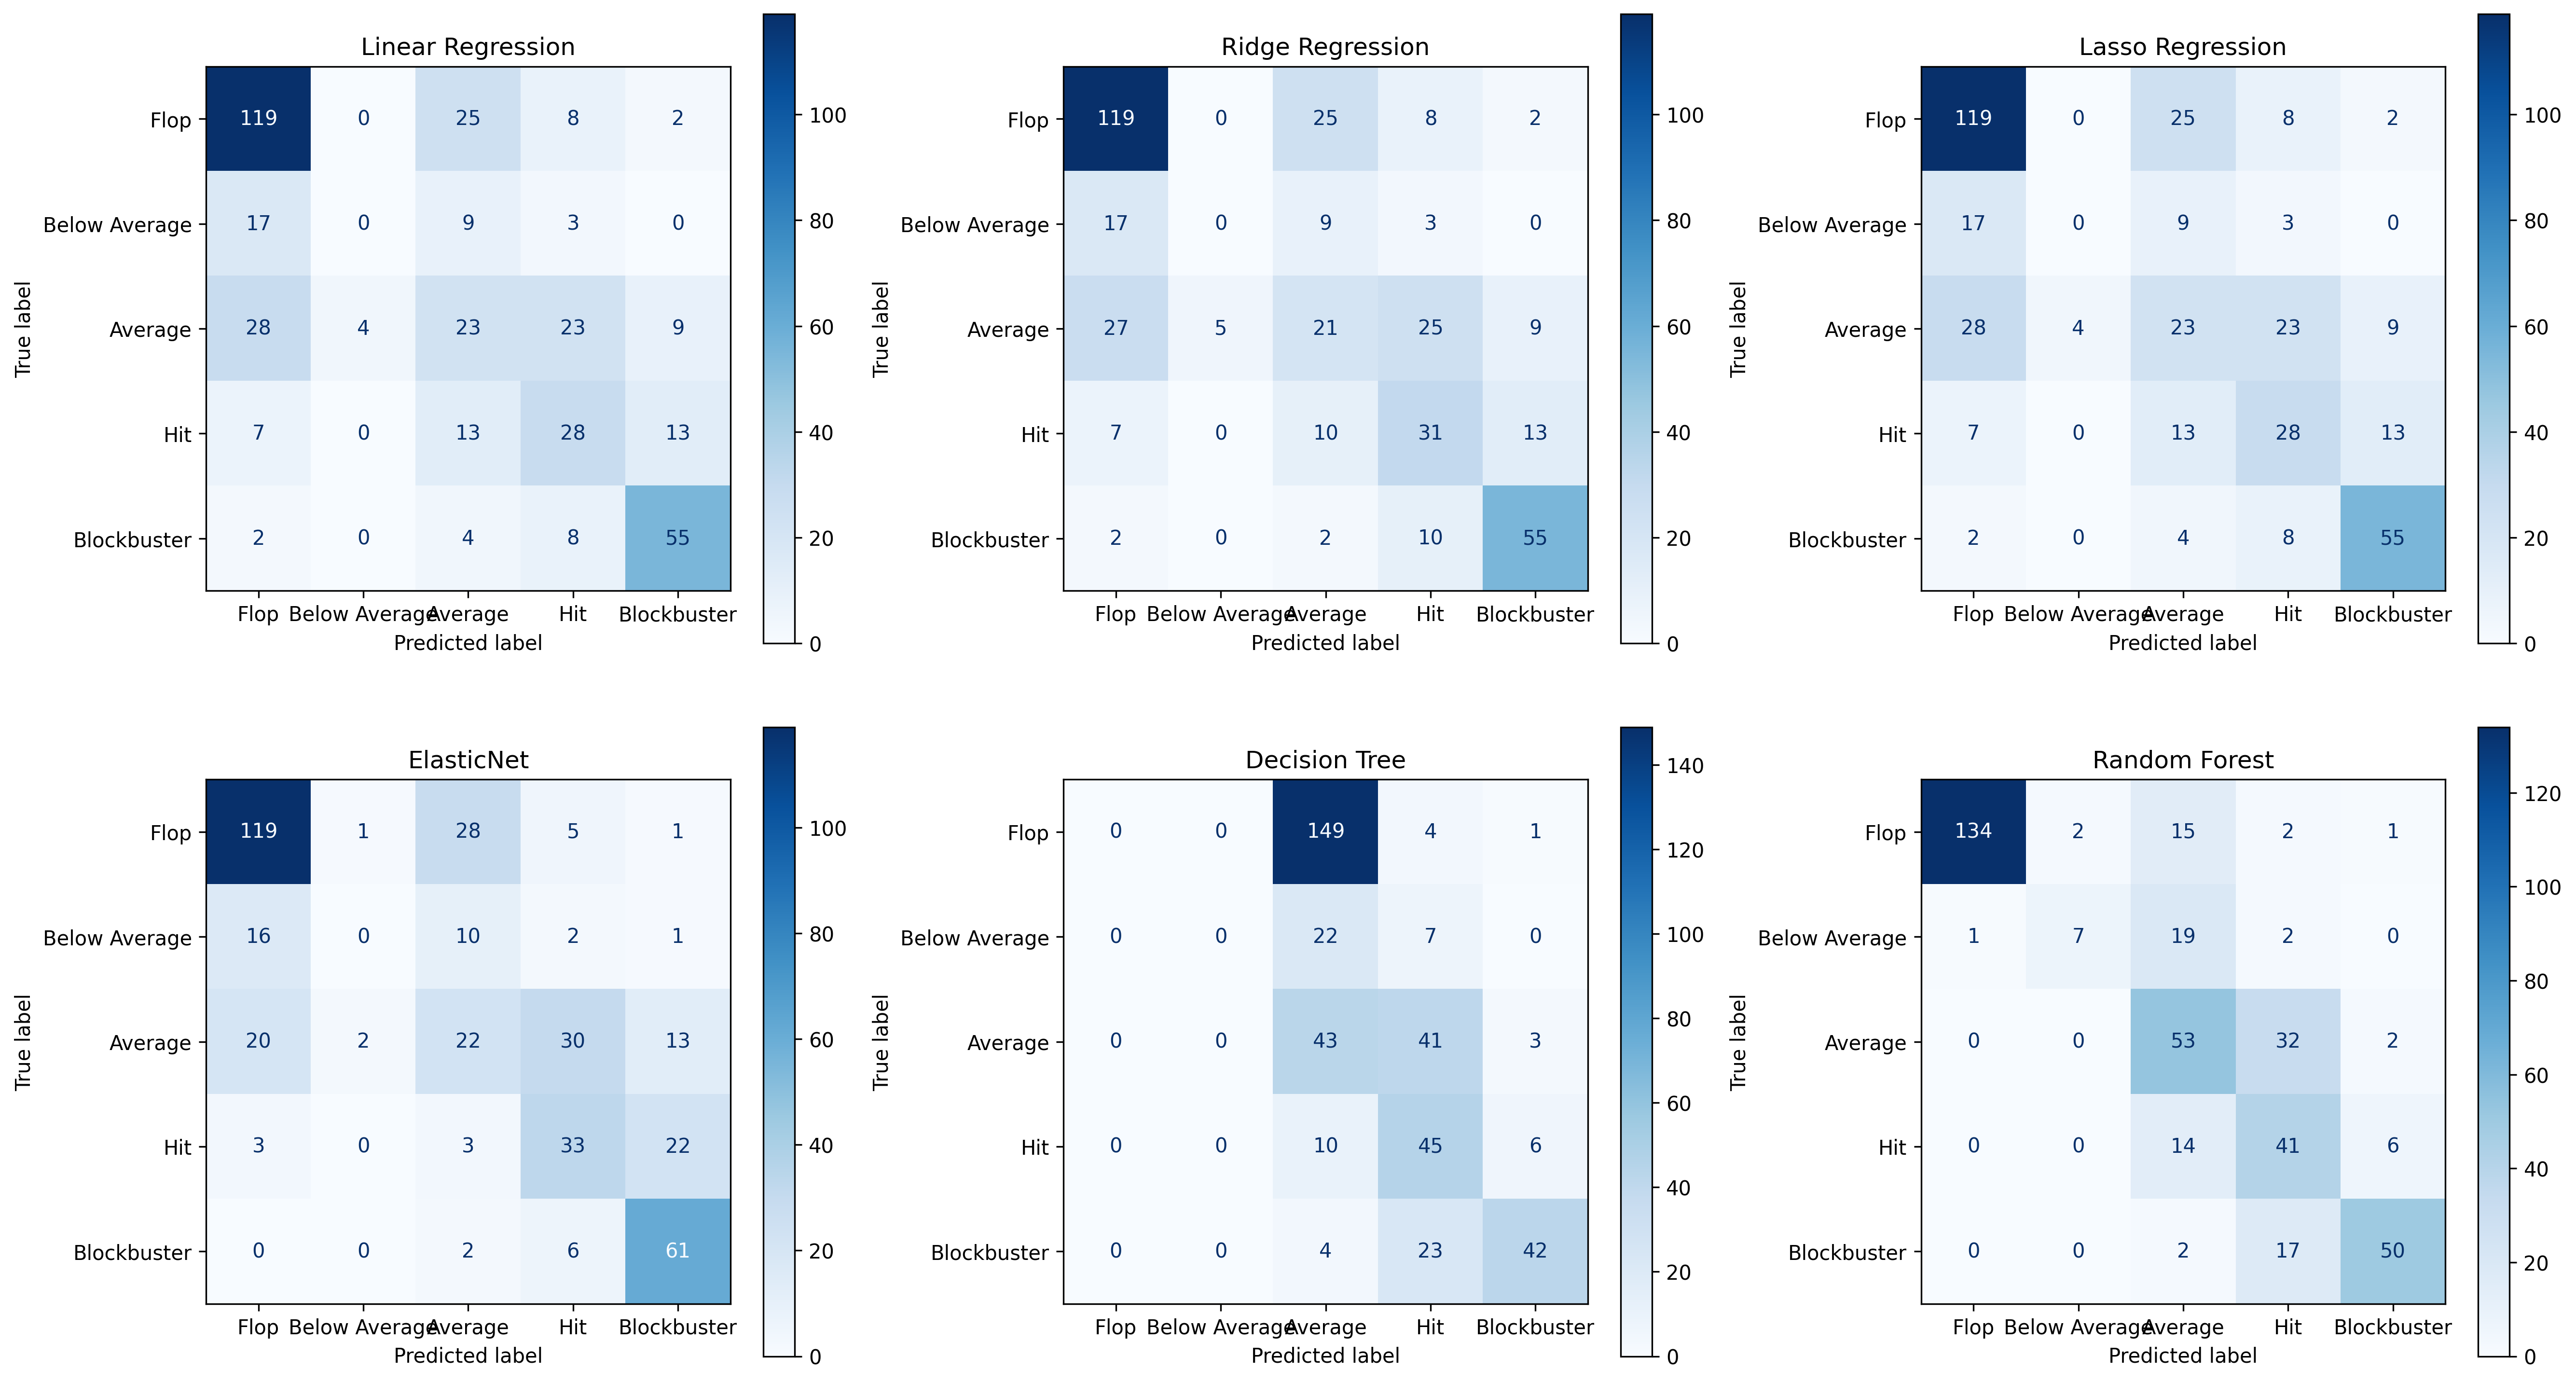 Linear Regression
Flop 119 0 25 8 2
Below Average 17 0 9 3 0
Average 28 4 23 23 9
Hit 7 0 13 28 13
Blockbuster 2 0 4 8 55
Flop Below Average Average Hit Blockbuster
Predicted label
True label
100
80
60
40
20
0
Ridge Regression
Flop 119 0 25 8 2
Below Average 17 0 9 3 0
Average 27 5 21 25 9
Hit 7 0 10 31 13
Blockbuster 2 0 2 10 55
Flop Below Average Average Hit Blockbuster
Predicted label
True label
100
80
60
40
20
0
Lasso Regression
Flop 119 0 25 8 2
Below Average 17 0 9 3 0
Average 28 4 23 23 9
Hit 7 0 13 28 13
Blockbuster 2 0 4 8 55
Flop Below Average Average Hit Blockbuster
Predicted label
True label
100
80
60
40
20
0
ElasticNet
Flop 119 1 28 5 1
Below Average 16 0 10 2 1
Average 20 2 22 30 13
Hit 3 0 3 33 22
Blockbuster 0 0 2 6 61
Flop Below Average Average Hit Blockbuster
Predicted label
True label
100
80
60
40
20
0
Decision Tree
Flop 0 0 149 4 1
Below Average 0 0 22 7 0
Average 0 0 43 41 3
Hit 0 0 10 45 6
Blockbuster 0 0 4 23 42
Flop Below Average Average Hit Blockbuster
Predicted label
True label
140
120
100
80
60
40
20
0
Random Forest
Flop 134 2 15 2 1
Below Average 1 7 19 2 0
Average 0 0 53 32 2
Hit 0 0 14 41 6
Blockbuster 0 0 2 17 50
Flop Below Average Average Hit Blockbuster
Predicted label
True label
120
100
80
60
40
20
0